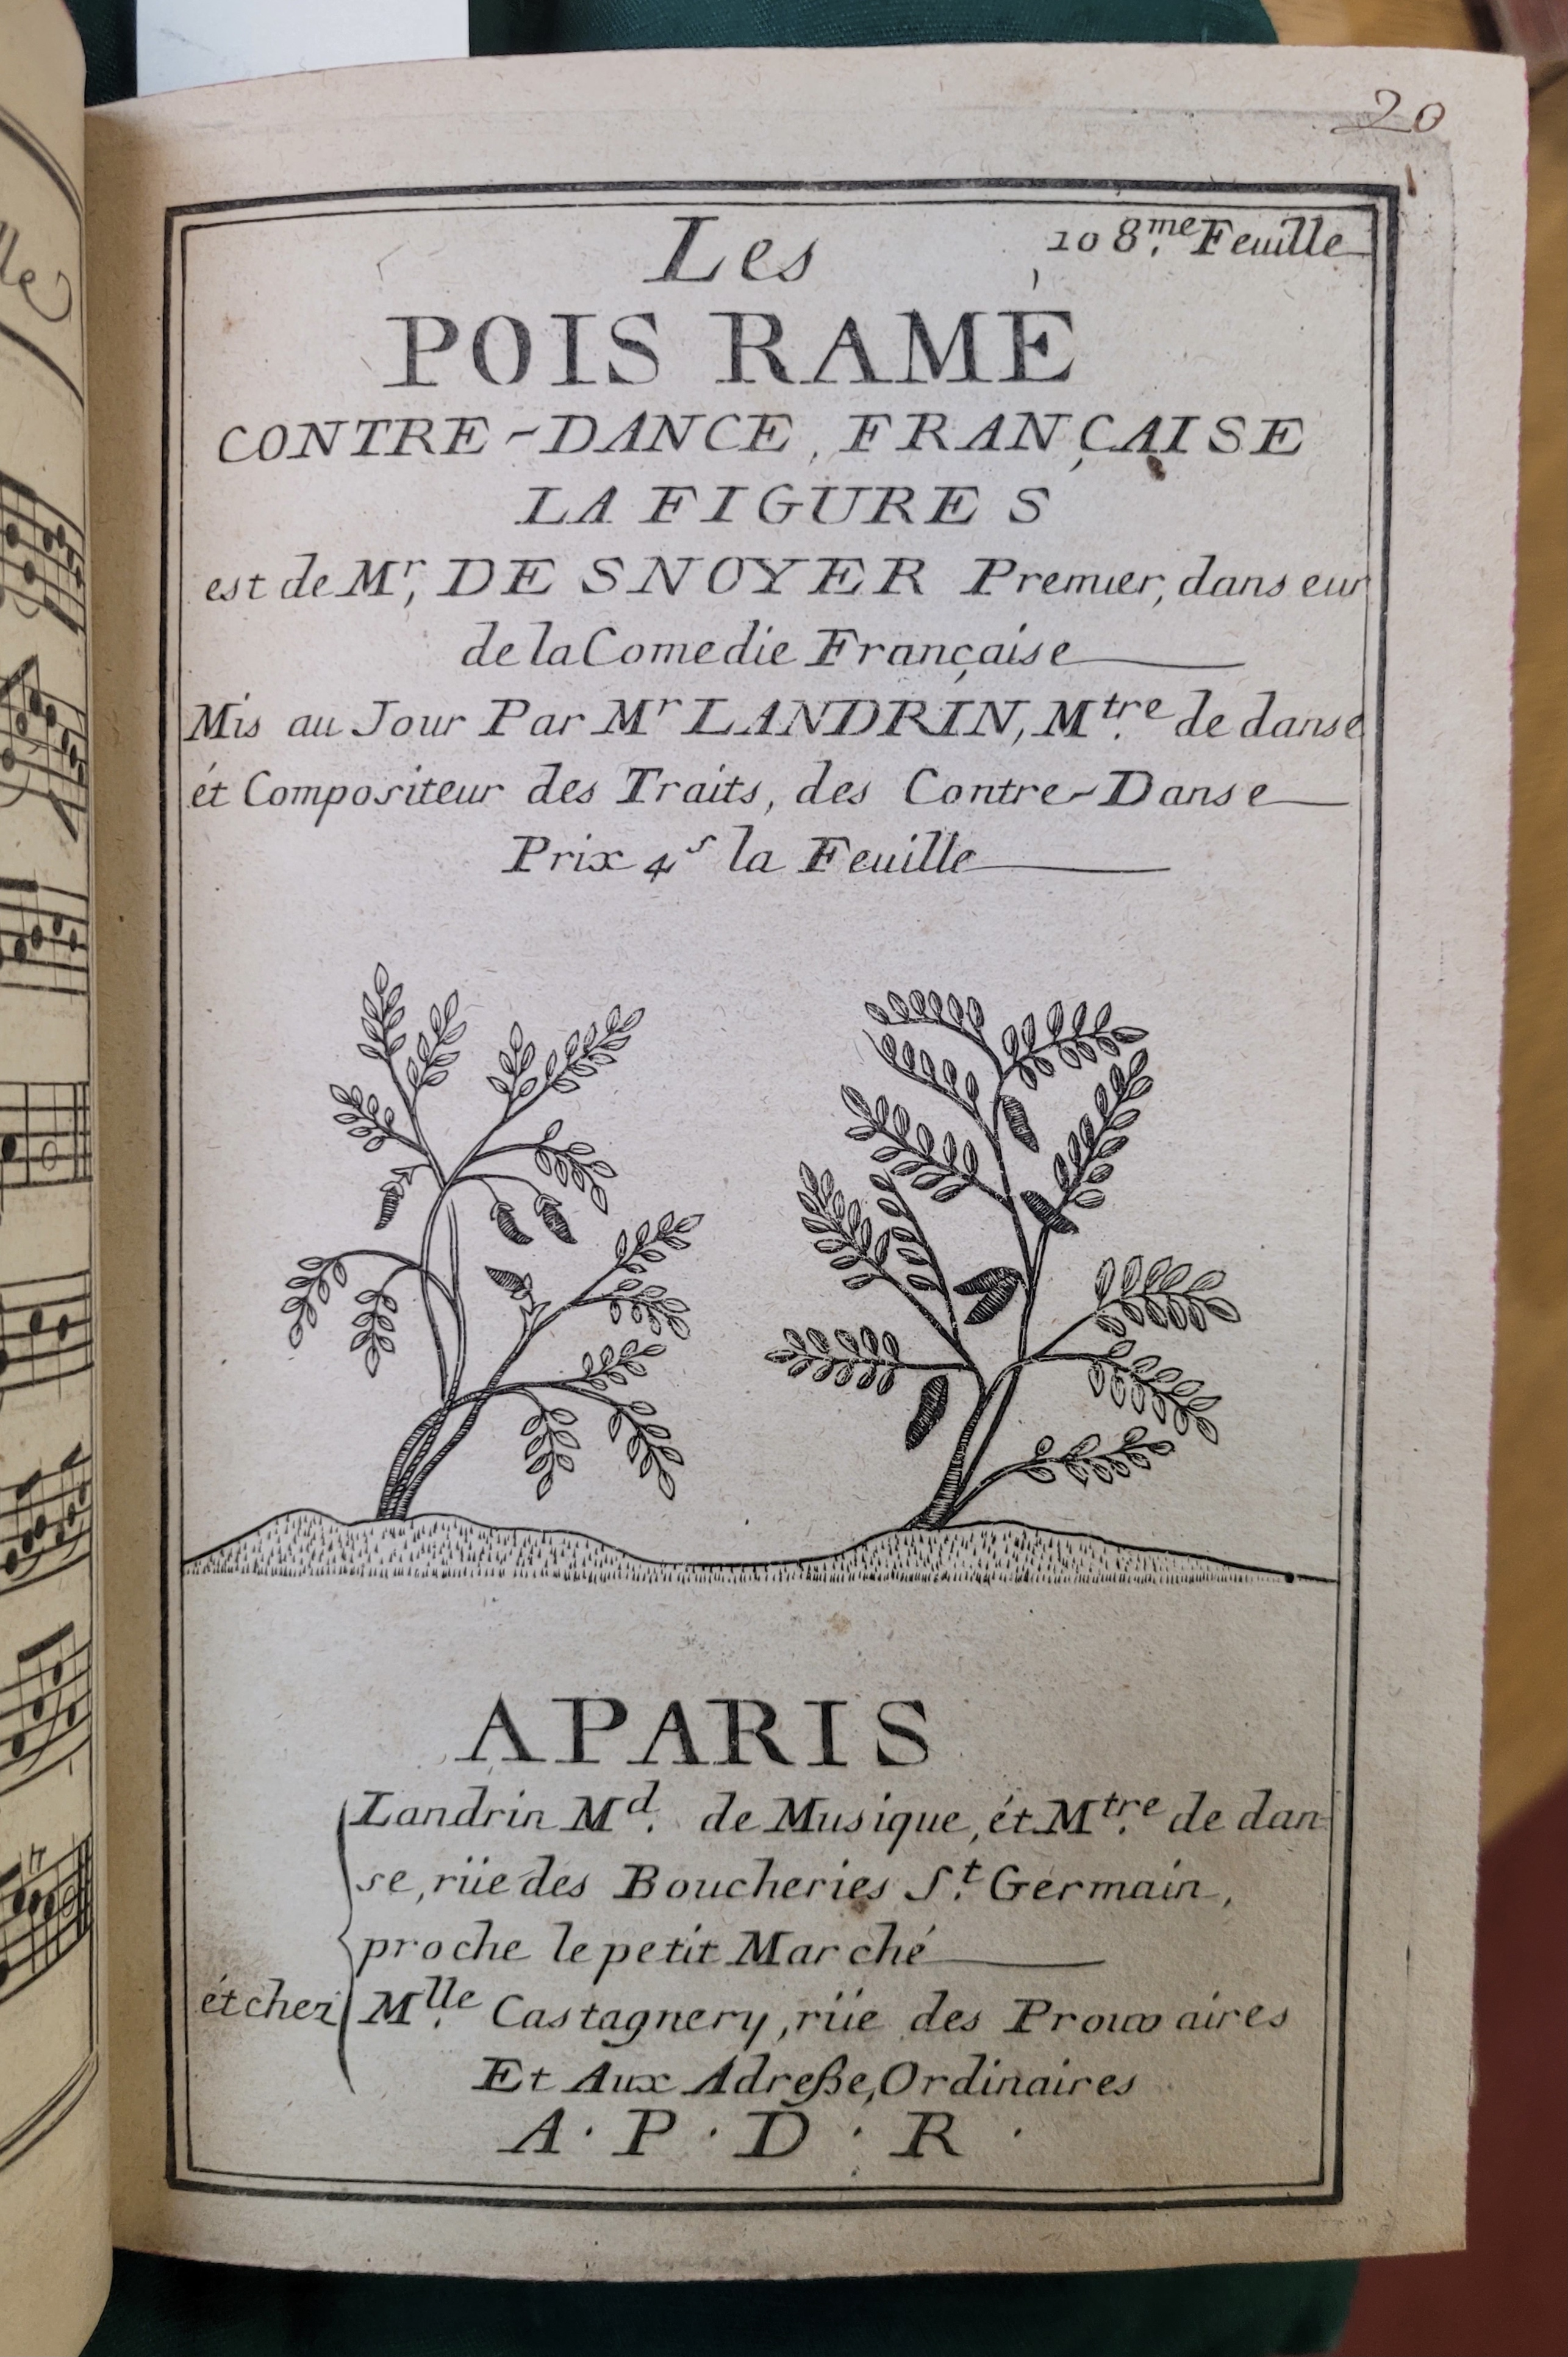 20
108.me Feuille
Les
POIS RAMÉ
CONTRE-DANCE, FRANÇAISE
LA FIGURE S
est de Mr, DE SNOYER Premier, danseur
de la Comedie Française
Mis au Jour Par Mr LANDRIN, Mtre. de danse
ét Compositeur des Traits, des Contre-Danse
Prix 4s la Feuille
A PARIS
Landrin Md. de Musique, ét Mtre. de dan-
se, rüe des Boucheries St. Germain,
proche le petit Marché
ét chez Mlle. Castagnery, rüe des Prouvaires
Et Aux Adreße, Ordinaires
A · P · D · R ·